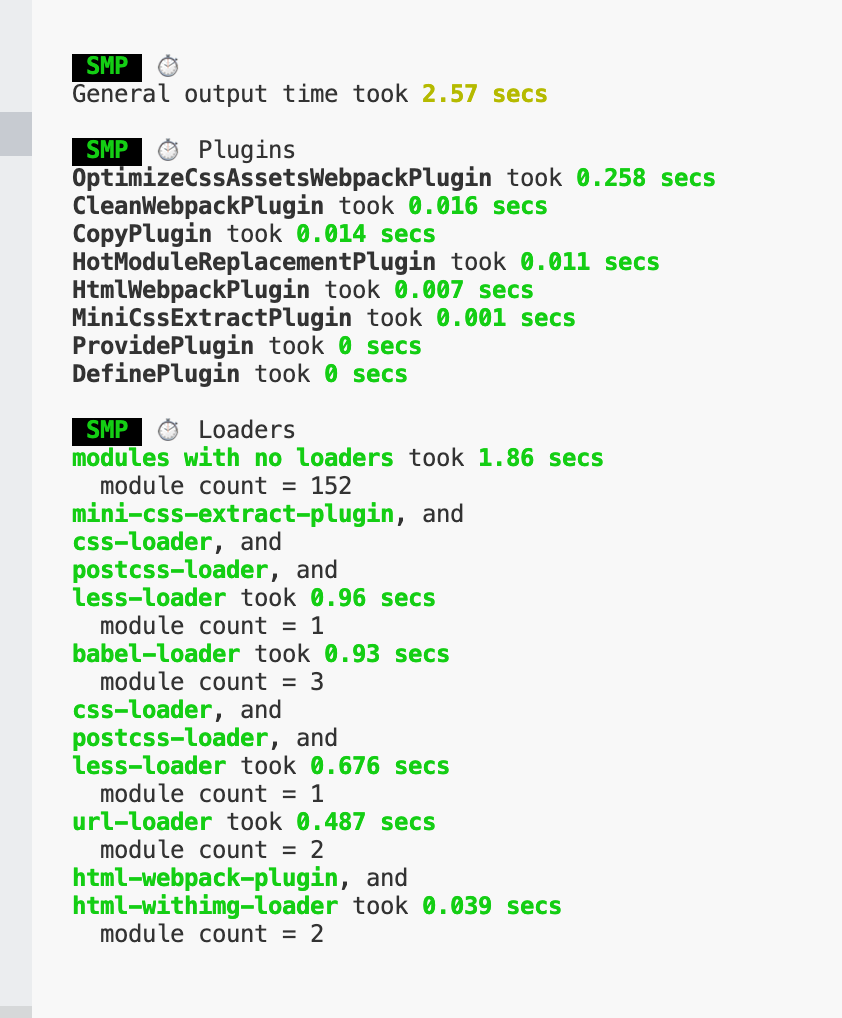 SMP ⏱
General output time took 2.57 secs
SMP ⏱ Plugins
OptimizeCssAssetsWebpackPlugin took 0.258 secs
CleanWebpackPlugin took 0.016 secs
CopyPlugin took 0.014 secs
HotModuleReplacementPlugin took 0.011 secs
HtmlWebpackPlugin took 0.007 secs
MiniCssExtractPlugin took 0.001 secs
ProvidePlugin took 0 secs
DefinePlugin took 0 secs
SMP ⏱ Loaders
modules with no loaders took 1.86 secs
module count = 152
mini-css-extract-plugin, and
css-loader, and
postcss-loader, and
less-loader took 0.96 secs
module count = 1
babel-loader took 0.93 secs
module count = 3
css-loader, and
postcss-loader, and
less-loader took 0.676 secs
module count = 1
url-loader took 0.487 secs
module count = 2
html-webpack-plugin, and
html-withimg-loader took 0.039 secs
module count = 2